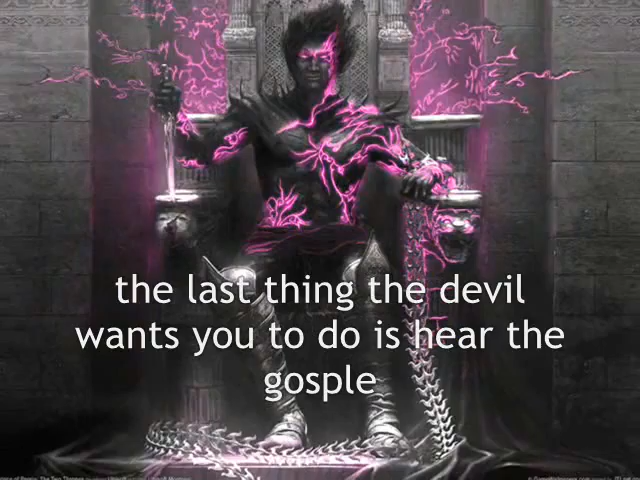 the last thing the devil
wants you to do is hear the
gosple